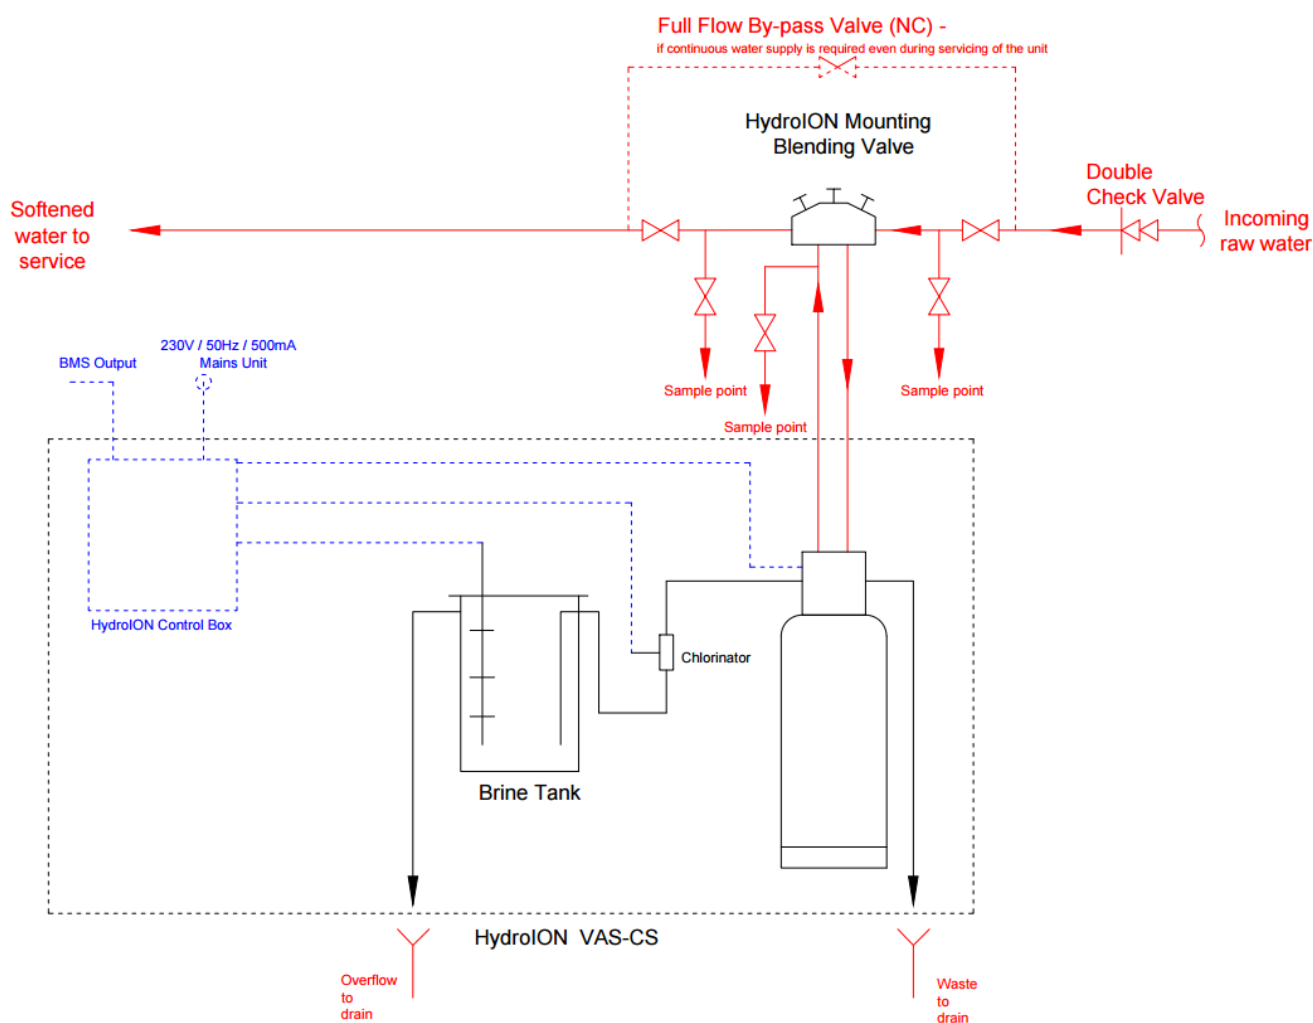 Full Flow By-pass Valve (NC) -
if continuous water supply is required even during servicing of the unit
HydroION Mounting
Blending Valve
Double
Check Valve
Incoming
raw water
Softened
water to
service
230V / 50Hz / 500mA
Mains Unit
BMS Output
Sample point
Sample point
Sample point
HydroION Control Box
Chlorinator
Brine Tank
HydroION VAS-CS
Overflow
to
drain
Waste
to
drain